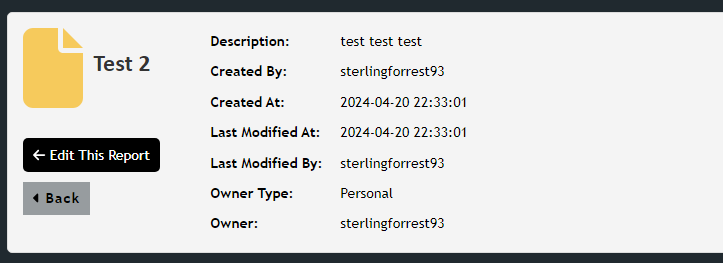 Test 2
Edit This Report
Back
Description: test test test
Created By: sterlingforrest93
Created At: 2024-04-20 22:33:01
Last Modified At: 2024-04-20 22:33:01
Last Modified By: sterlingforrest93
Owner Type: Personal
Owner: sterlingforrest93